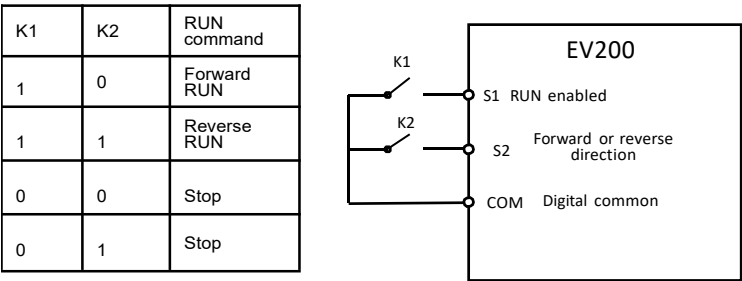 K1 K2 RUN
command
1 0 Forward
RUN
1 1 Reverse
RUN
0 0 Stop
0 1 Stop
EV200
K1
S1 RUN enabled
K2
S2 Forward or reverse
direction
COM Digital common